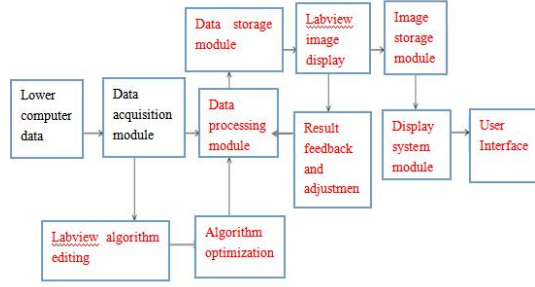 Data storage
module
Labview
image
display
Image
storage
module
Lower
computer
data
Data
acquisition
module
Data
processing
module
Result
feedback
and
adjustmen
Display
system
module
User
Interface
Labview algorithm
editing
Algorithm
optimization